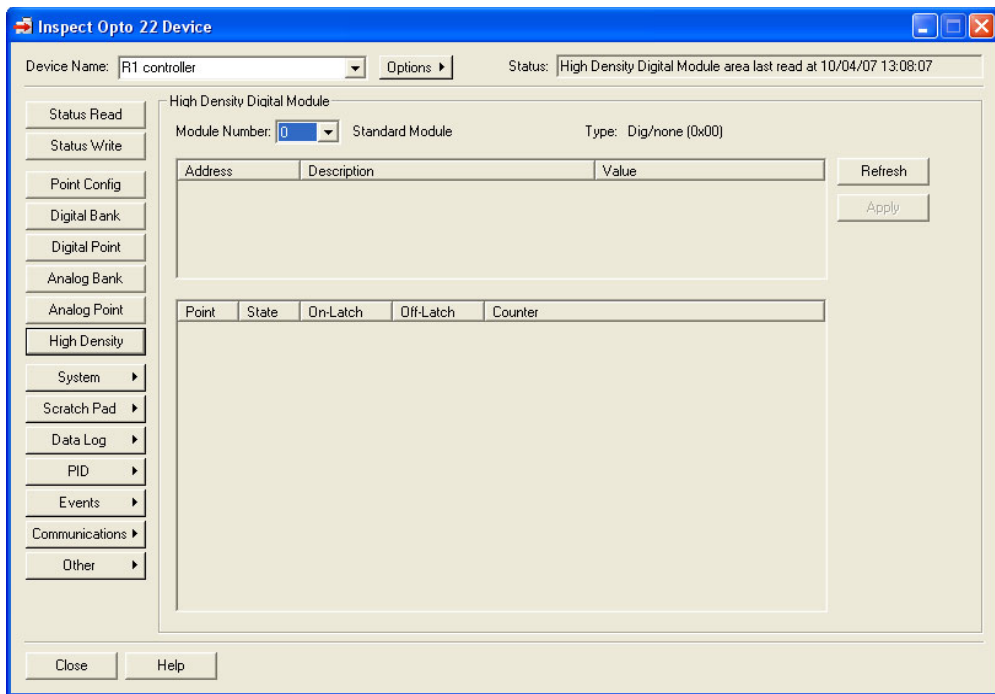 Inspect Opto 22 Device
Device Name: R1 controller Options Status: High Density Digital Module area last read at 10/04/07 13:08:07
Status Read
Status Write
Point Config
Digital Bank
Digital Point
Analog Bank
Analog Point
High Density
System
Scratch Pad
Data Log
PID
Events
Communications
Other
High Density Digital Module
Module Number: 0 Standard Module Type: Dig/none (0x00)
Address Description Value
Refresh
Apply
Point State On-Latch Off-Latch Counter
Close Help